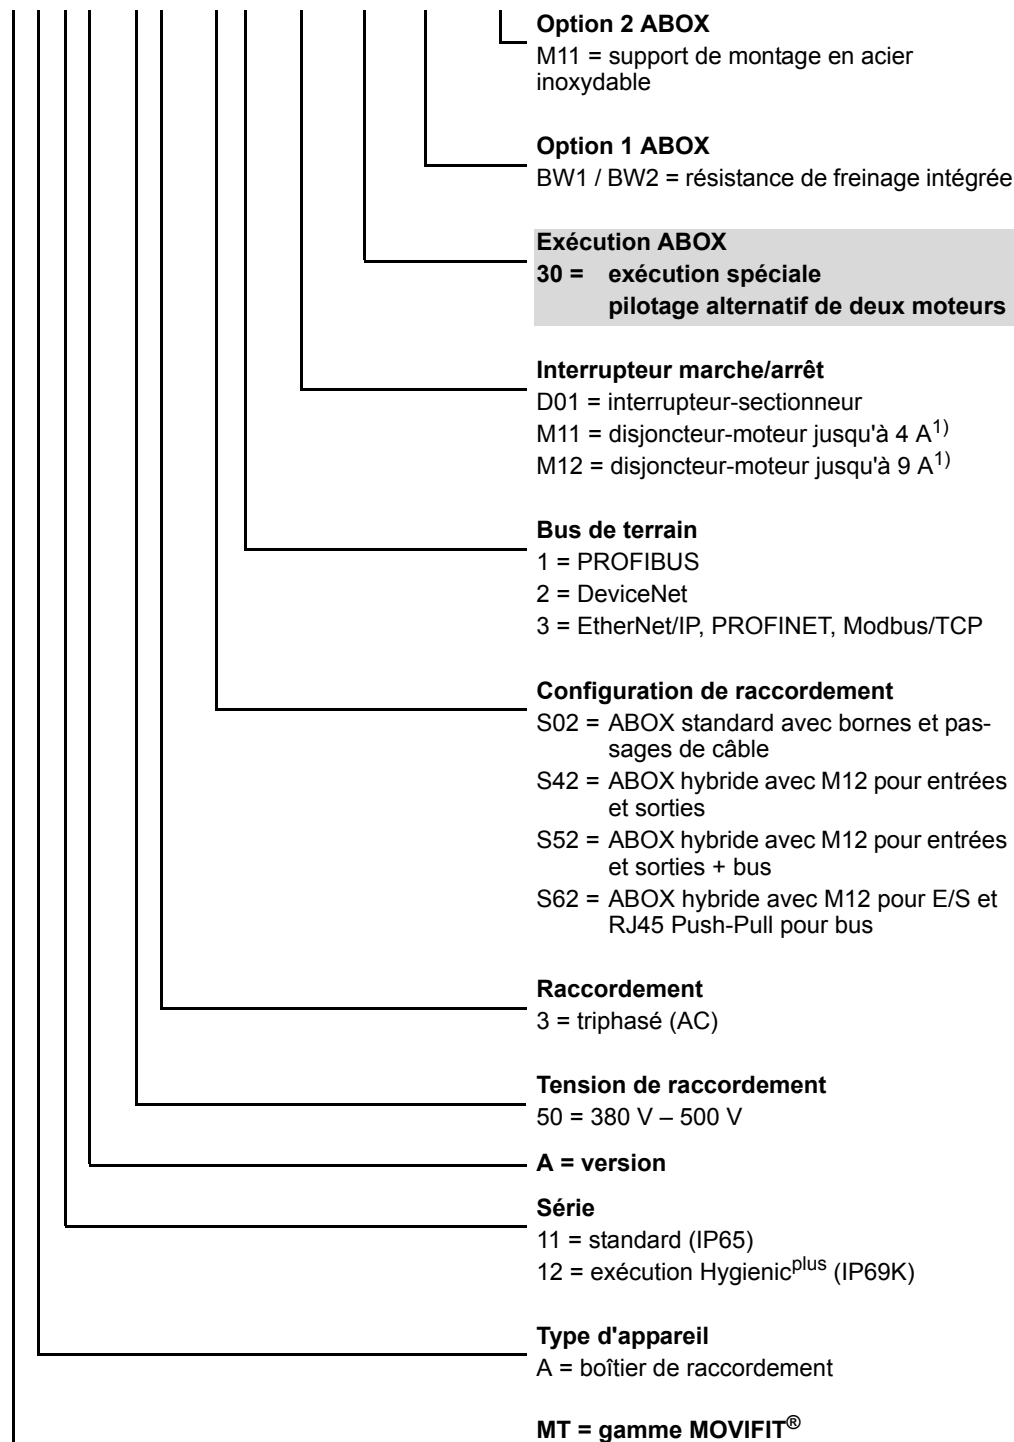 Option 2 ABOX
M11 = support de montage en acier
inoxydable
Option 1 ABOX
BW1 / BW2 = résistance de freinage intégrée
Exécution ABOX
30 = exécution spéciale
pilotage alternatif de deux moteurs
Interrupteur marche/arrêt
D01 = interrupteur-sectionneur
M11 = disjoncteur-moteur jusqu'à 4 A1)
M12 = disjoncteur-moteur jusqu'à 9 A1)
Bus de terrain
1 = PROFIBUS
2 = DeviceNet
3 = EtherNet/IP, PROFINET, Modbus/TCP
Configuration de raccordement
S02 = ABOX standard avec bornes et pas-
sages de câble
S42 = ABOX hybride avec M12 pour entrées
et sorties
S52 = ABOX hybride avec M12 pour entrées
et sorties + bus
S62 = ABOX hybride avec M12 pour E/S et
RJ45 Push-Pull pour bus
Raccordement
3 = triphasé (AC)
Tension de raccordement
50 = 380 V – 500 V
A = version
Série
11 = standard (IP65)
12 = exécution Hygienicplus (IP69K)
Type d'appareil
A = boîtier de raccordement
MT = gamme MOVIFIT®